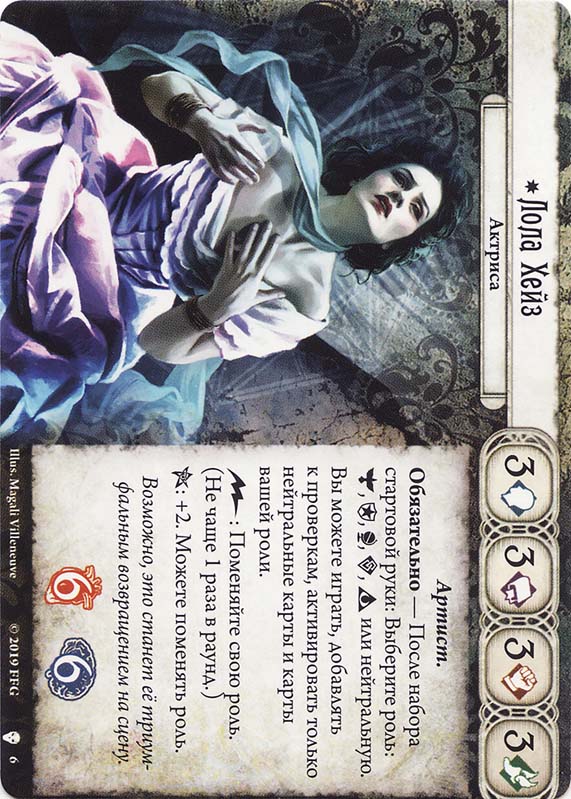 Лола Хейз
Актриса
3 3 3 3
Артист.
Обязательно — После набора
стартовой руки: Выберите роль:
, , , , или нейтральную.
Вы можете играть, добавлять
к проверкам, активировать только
нейтральные карты и карты
вашей роли.
: Поменяйте свою роль.
(Не чаще 1 раза в раунд.)
: +2. Можете поменять роль.
Возможно, это станет её триум-
фальным возвращением на сцену.
6 6
Illus. Magali Villeneuve © 2019 FFG 6